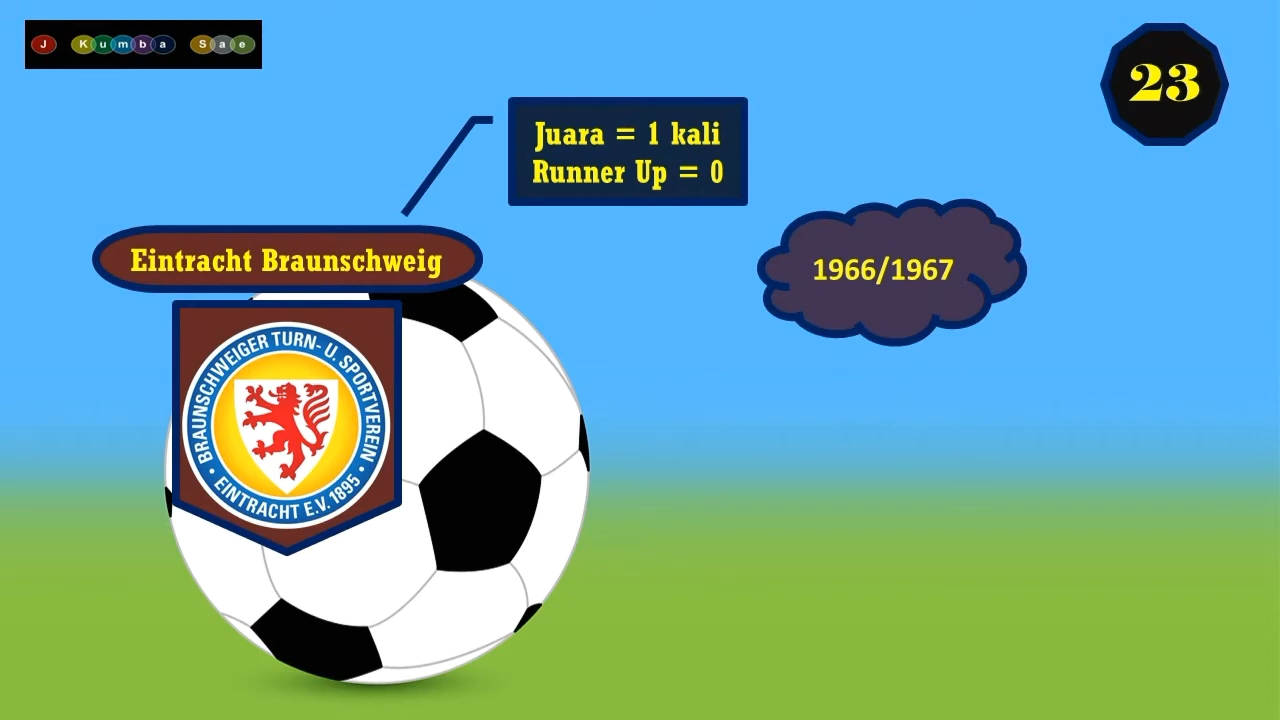 J Kumba Sae
23
Juara = 1 kali
Runner Up = 0
Eintracht Braunschweig
1966/1967
BRAUNSCHWEIGER TURN- U. SPORTVEREIN
• EINTRACHT E.V. 1895 •